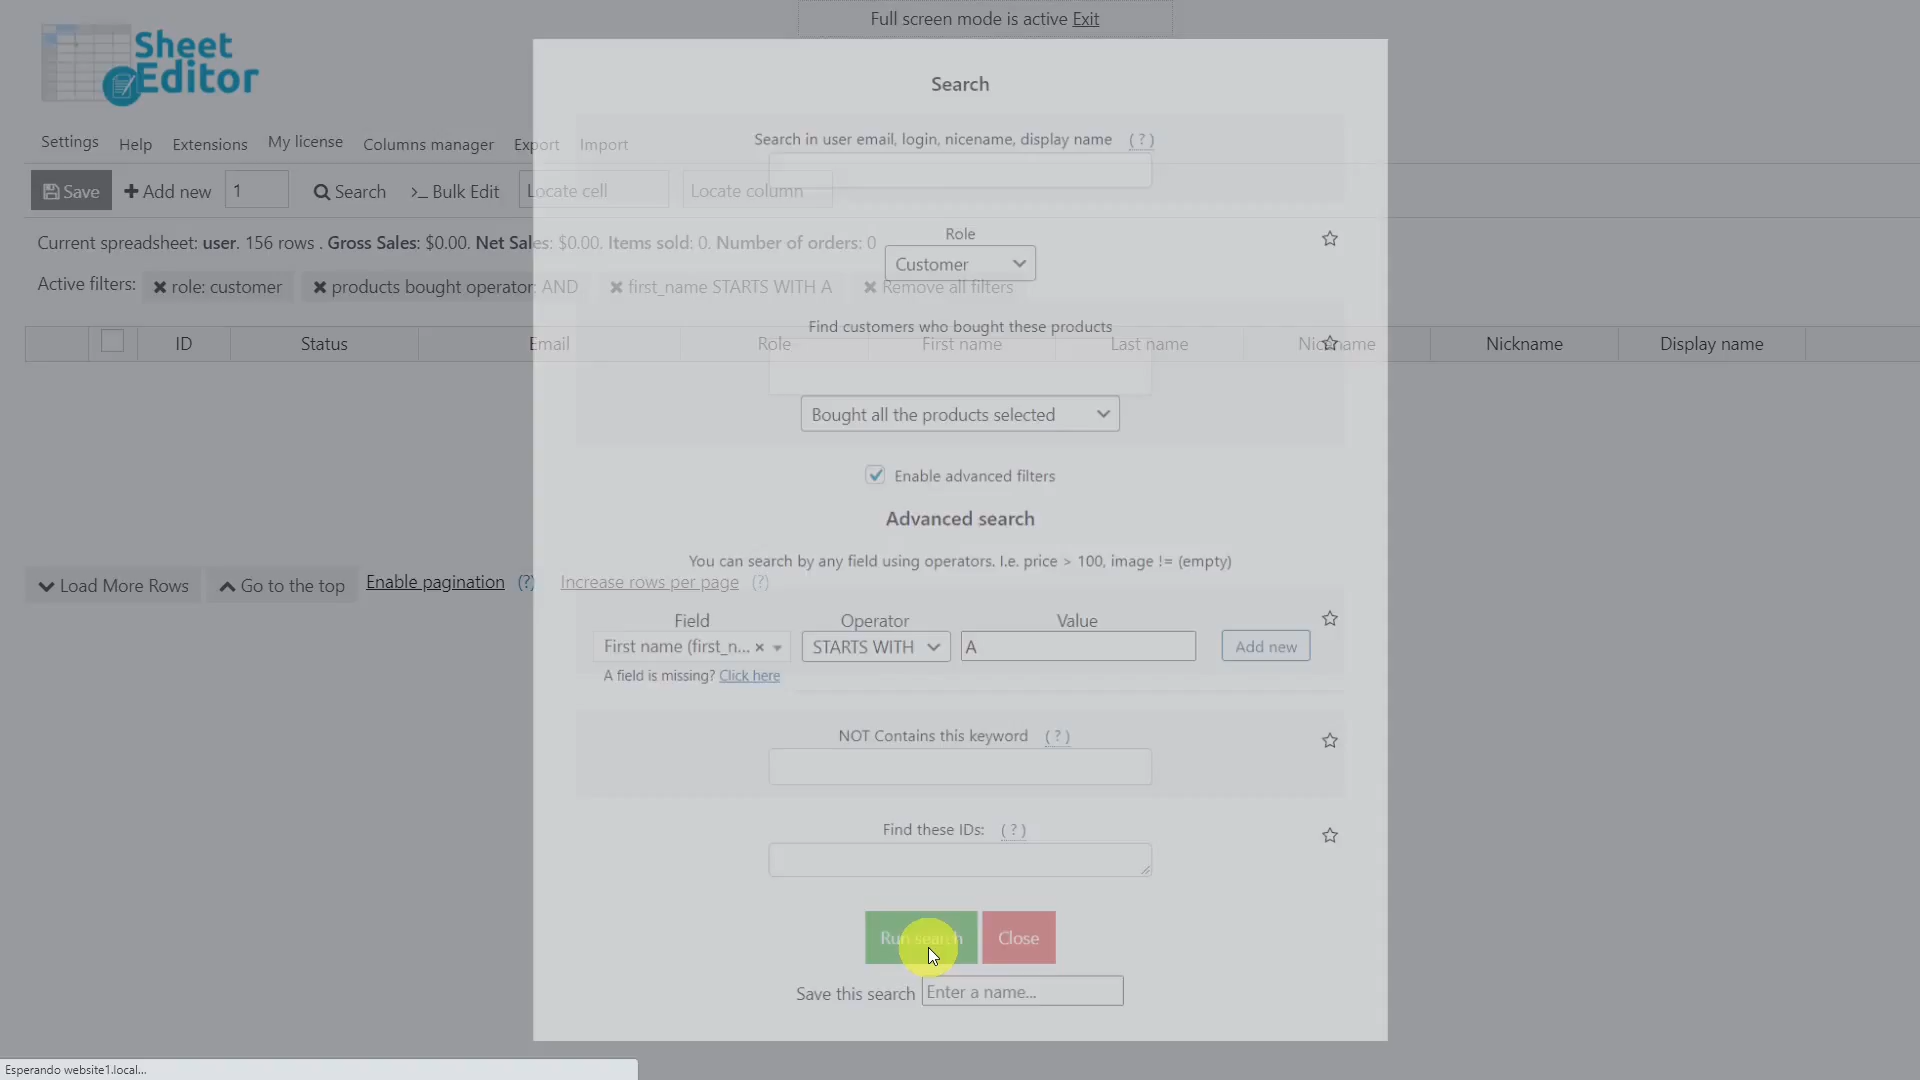 Full screen mode is active Exit
Sheet
Editor
Settings Help Extensions My license Columns manager Export Import
Save Add new 1 Search >_ Bulk Edit Locate cell Locate column
Current spreadsheet: user. 156 rows . Gross Sales: $0.00. Net Sales: $0.00. Items sold: 0. Number of orders: 0
Active filters: role: customer products bought operator: AND first_name STARTS WITH A Remove all filters
ID Status Email Role First name Last name Nickname Display name
Load More Rows Go to the top Enable pagination (?) Increase rows per page (?)
Search
Search in user email, login, nicename, display name (?)
Role
Customer
Find customers who bought these products
Bought all the products selected
Enable advanced filters
Advanced search
You can search by any field using operators. I.e. price > 100, image != (empty)
Field Operator Value
First name (first_n... × STARTS WITH A Add new
A field is missing? Click here
NOT Contains this keyword (?)
Find these IDs: (?)
Run search Close
Save this search Enter a name...
Esperando website1.local...